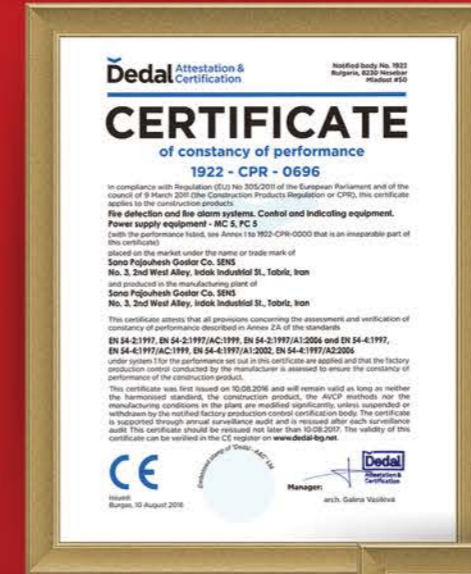 Dedal Attestation &
Certification
Notified body No. 1922
Bulgaria, 8230 Nesebar
Mladost #50
CERTIFICATE
of constancy of performance
1922 - CPR - 0696
In compliance with Regulation (EU) No 305/2011 of the European Parliament and of the
council of 9 March 2011 (the Construction Products Regulation or CPR), this certificate
applies to the construction products
Fire detection and fire alarm systems. Control and indicating equipment.
Power supply equipment - MC 5, PC 5
(with the performance listed, see Annex 1 to 1922-CPR-0000 that is an inseparable part of
this certificate)
placed on the market under the name or trade mark of
Sana Pajouhesh Gostar Co. SENS
No. 3, 2nd West Alley, Irdak Industrial St., Tabriz, Iran
and produced in the manufacturing plant of
Sana Pajouhesh Gostar Co. SENS
No. 3, 2nd West Alley, Irdak Industrial St., Tabriz, Iran
This certificate attests that all provisions concerning the assessment and verification of
constancy of performance described in Annex ZA of the standards
EN 54-2:1997, EN 54-2:1997/AC:1999, EN 54-2:1997/A1:2006 and EN 54-4:1997,
EN 54-4:1997/AC:1999, EN 54-4:1997/A1:2002, EN 54-4:1997/A2:2006
under system 1 for the performance set out in this certificate are applied and that the factory
production control conducted by the manufacturer is assessed to ensure the constancy of
performance of the construction product.
This certificate was first issued on 10.08.2016 and will remain valid as long as neither
the harmonised standard, the construction product, the AVCP methods nor the
manufacturing conditions in the plant are modified significantly, unless suspended or
withdrawn by the notified factory production control certification body. The certificate
is supported through annual surveillance audit and is reissued after each surveillance
audit This certificate should be reissued not later than 10.08.2017. The validity of this
certificate can be verified in the CE register on www.dedal-bg.net.
CE
Issued:
Burgas, 10 August 2016
Embossed stamp of "Dedal - A&C" Ltd
Manager:
Dedal
Attestation &
Certification
arch. Galina Vasileva